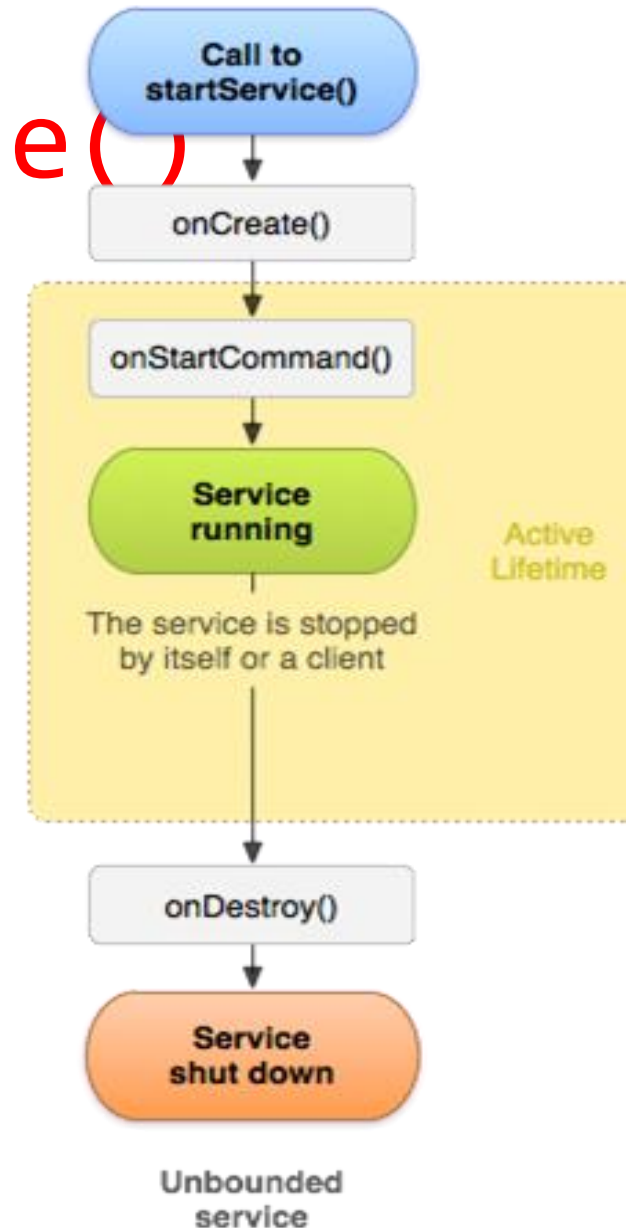 Call to
startService()
e()
onCreate()
onStartCommand()
Service
running
Active
Lifetime
The service is stopped
by itself or a client
onDestroy()
Service
shut down
Unbounded
service